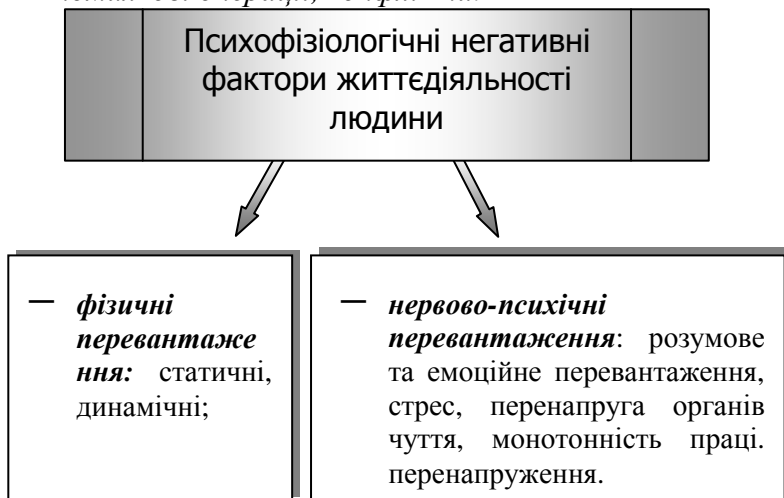 Психофізіологічні негативні
фактори життєдіяльності
людини
— фізичні
перевантаже
ння: статичні,
динамічні;
— нервово-психічні
перевантаження: розумове
та емоційне перевантаження,
стрес, перенапруга органів
чуття, монотонність праці.
перенапруження.